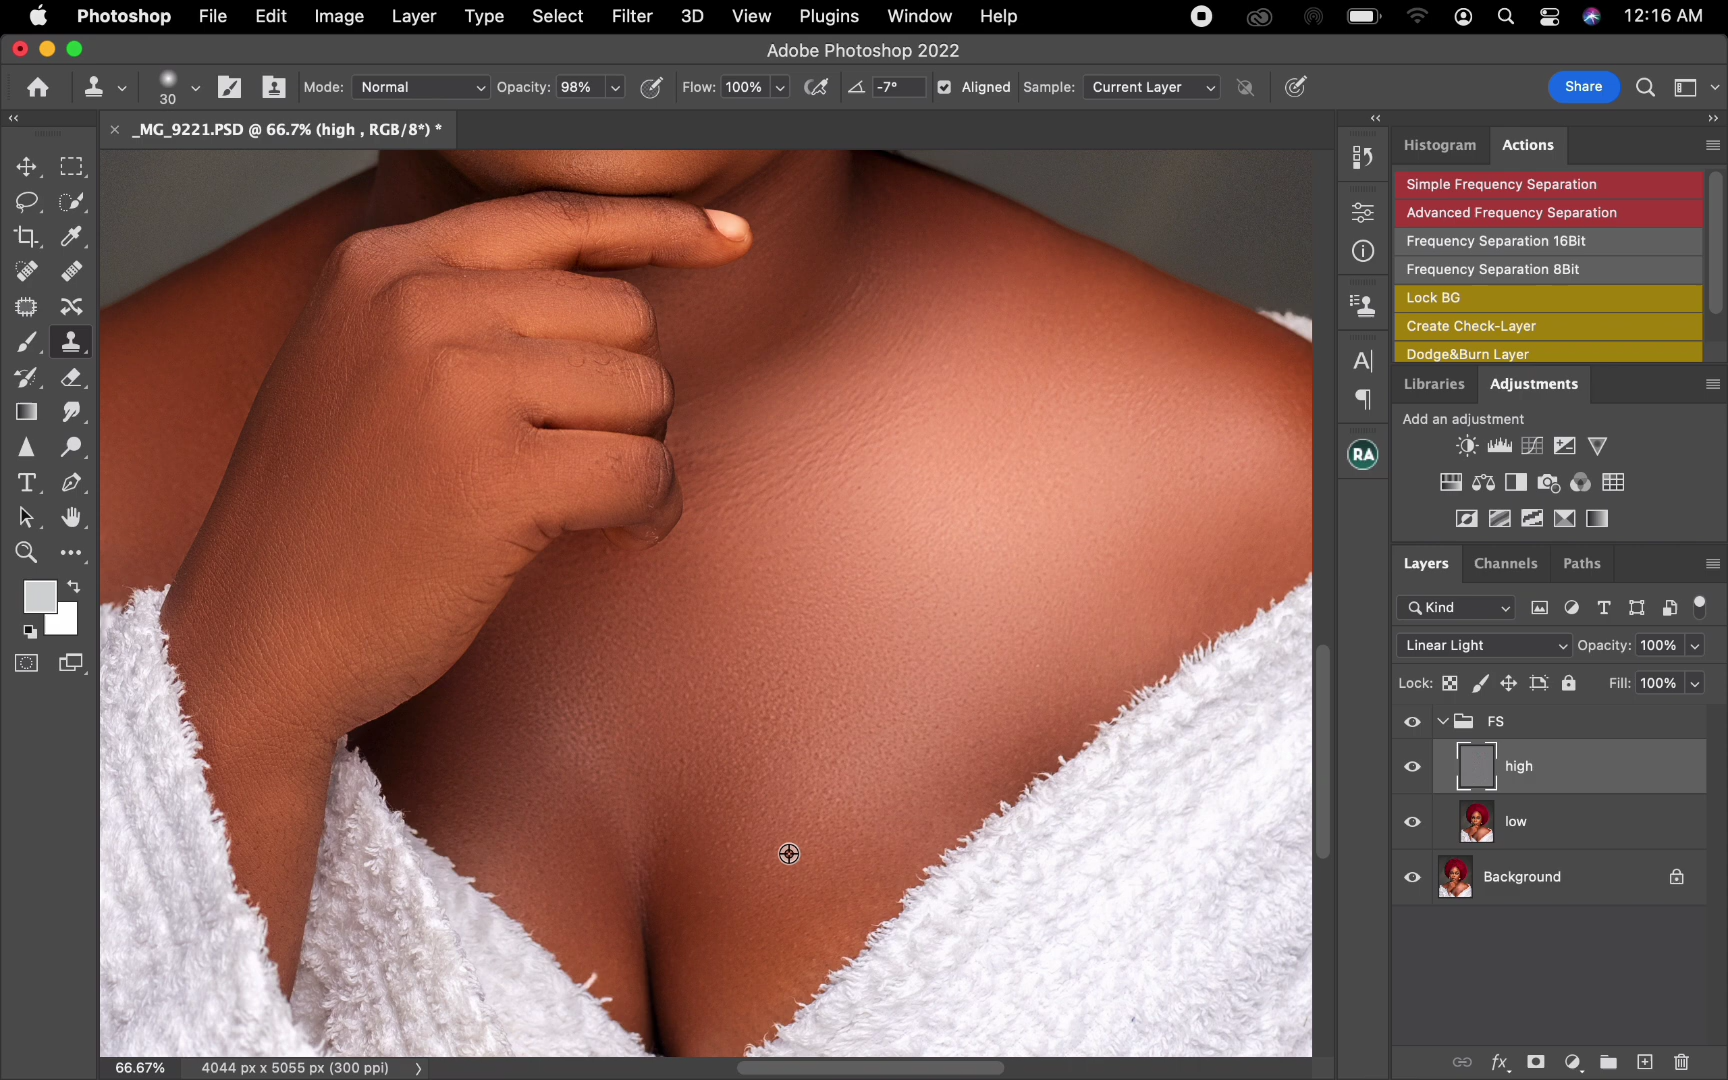 Photoshop File Edit Image Layer Type Select Filter 3D View Plugins Window Help 12:16 AM
Adobe Photoshop 2022
30 Mode: Normal Opacity: 98% Flow: 100% -7° Aligned Sample: Current Layer Share
_MG_9221.PSD @ 66.7% (high , RGB/8*) *
Histogram Actions
Simple Frequency Separation
Advanced Frequency Separation
Frequency Separation 16Bit
Frequency Separation 8Bit
Lock BG
Create Check-Layer
Dodge&Burn Layer
Libraries Adjustments
Add an adjustment
RA
Layers Channels Paths
Kind
Linear Light Opacity: 100%
Lock: Fill: 100%
FS
high
low
Background
fx
66.67% 4044 px x 5055 px (300 ppi)